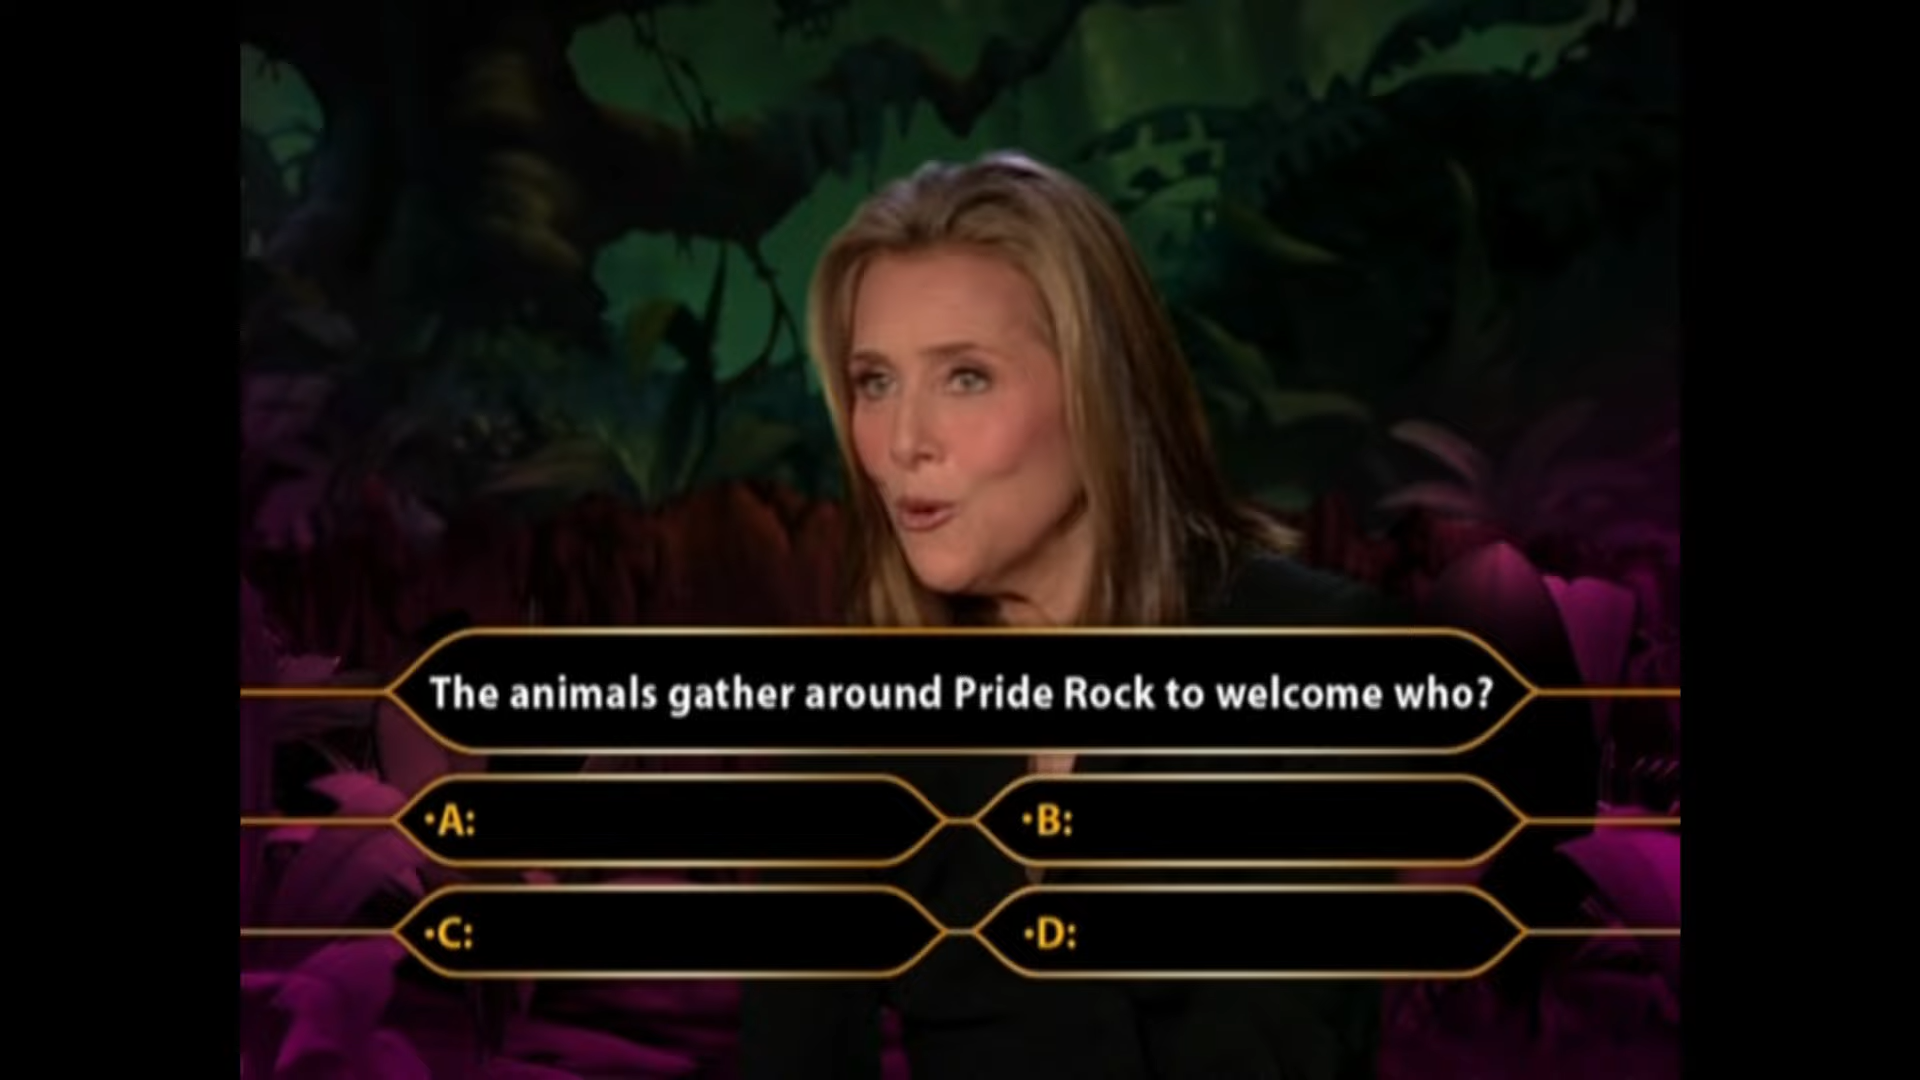 The animals gather around Pride Rock to welcome who?
·A:
·B:
·C:
·D: